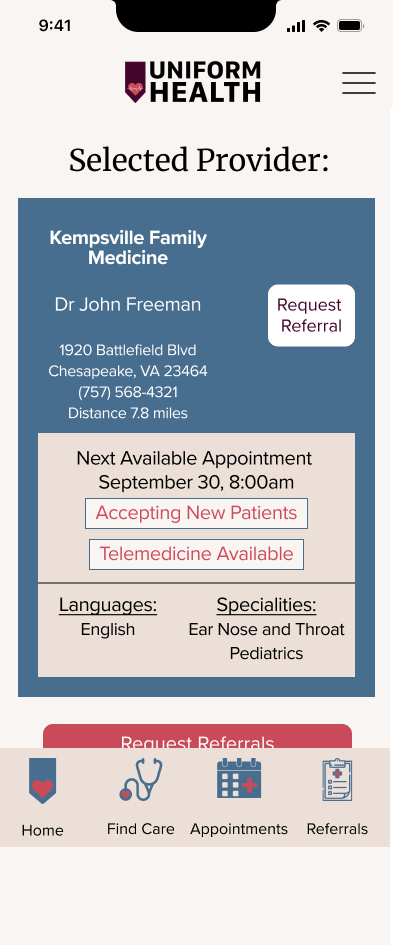 9:41
UNIFORM
HEALTH
Selected Provider:
Kempsville Family
Medicine
Dr John Freeman
Request
Referral
1920 Battlefield Blvd
Chesapeake, VA 23464
(757) 568-4321
Distance 7.8 miles
Next Available Appointment
September 30, 8:00am
Accepting New Patients
Telemedicine Available
Languages:
English
Specialities:
Ear Nose and Throat
Pediatrics
Request Referrals
Home
Find Care
Appointments
Referrals